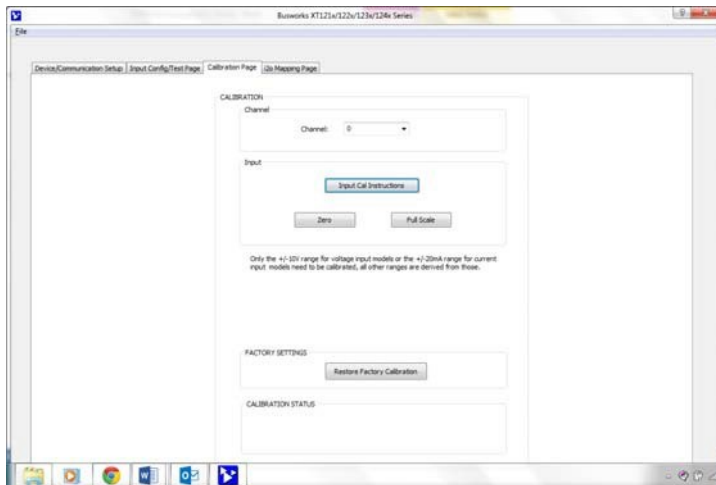 Busworks XT121x/122x/123x/124x Series
File
Device/Communication Setup Input Config/Test Page Calibration Page i2o Mapping Page
CALIBRATION
Channel
Channel: 0
Input
Input Cal Instructions
Zero Full Scale
Only the +/-10V range for voltage input models or the +/-20mA range for current
input models need to be calibrated, all other ranges are derived from those.
FACTORY SETTINGS
Restore Factory Calibration
CALIBRATION STATUS